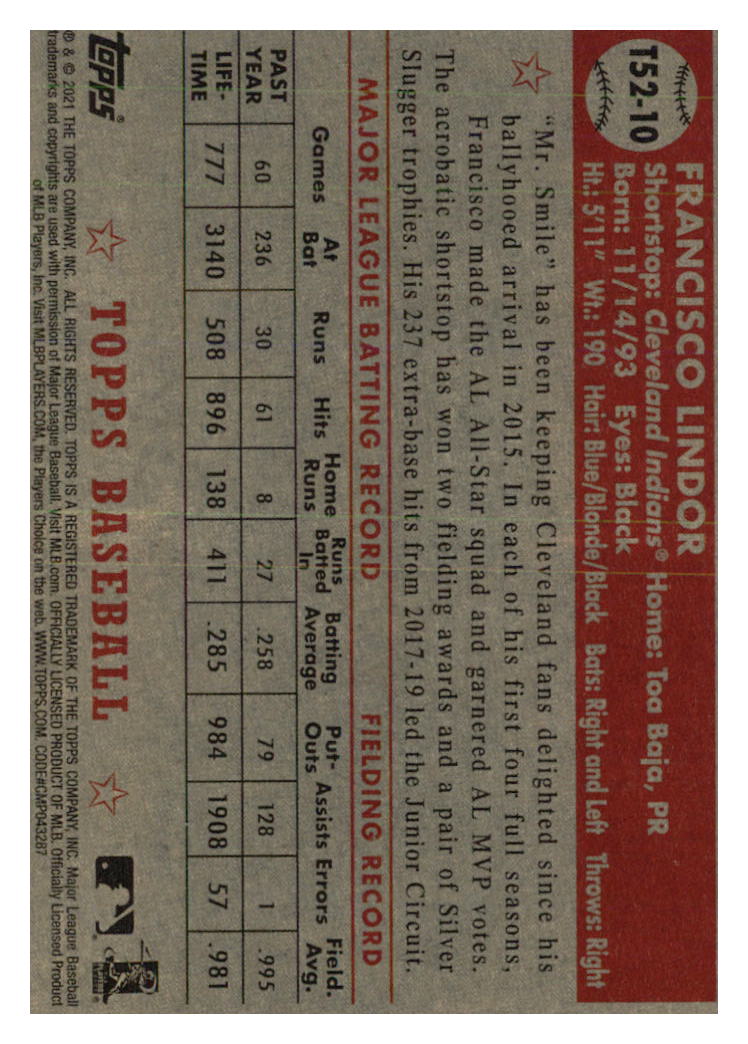 T52-10
FRANCISCO LINDOR
Shortstop: Cleveland Indians® Home: Toa Baja, PR
Born: 11/14/93 Eyes: Black
Ht.: 5'11" Wt.: 190 Hair: Blue/Blonde/Black Bats: Right and Left Throws: Right
"Mr. Smile" has been keeping Cleveland fans delighted since his
ballyhooed arrival in 2015. In each of his first four full seasons,
Francisco made the AL All-Star squad and garnered AL MVP votes.
The acrobatic shortstop has won two fielding awards and a pair of Silver
Slugger trophies. His 237 extra-base hits from 2017-19 led the Junior Circuit.
MAJOR LEAGUE BATTING RECORD FIELDING RECORD
Games At Bat Runs Hits Home Runs Runs Batted In Batting Average Put-Outs Assists Errors Field. Avg.
PAST YEAR 60 236 30 61 8 27 .258 79 128 1 .995
LIFE-TIME 777 3140 508 896 138 411 .285 984 1908 57 .981
topps® TOPPS BASEBALL
® & © 2021 THE TOPPS COMPANY, INC. ALL RIGHTS RESERVED. TOPPS IS A REGISTERED TRADEMARK OF THE TOPPS COMPANY, INC. Major League Baseball
trademarks and copyrights are used with permission of Major League Baseball. Visit MLB.com. OFFICIALLY LICENSED PRODUCT OF MLB. Officially Licensed Product
of MLB Players, Inc. Visit MLBPLAYERS.COM, the Players Choice on the web. WWW.TOPPS.COM. CODE#CMP043287